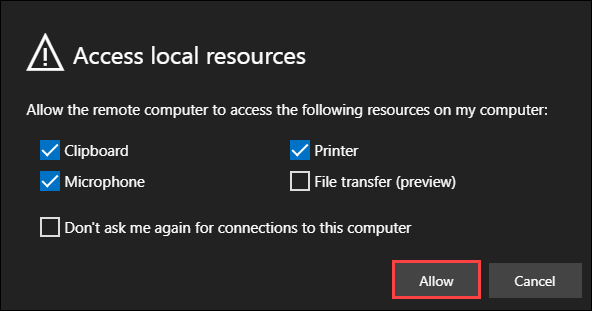 Access local resources
Allow the remote computer to access the following resources on my computer:
Clipboard Printer
Microphone File transfer (preview)
Don't ask me again for connections to this computer
Allow Cancel